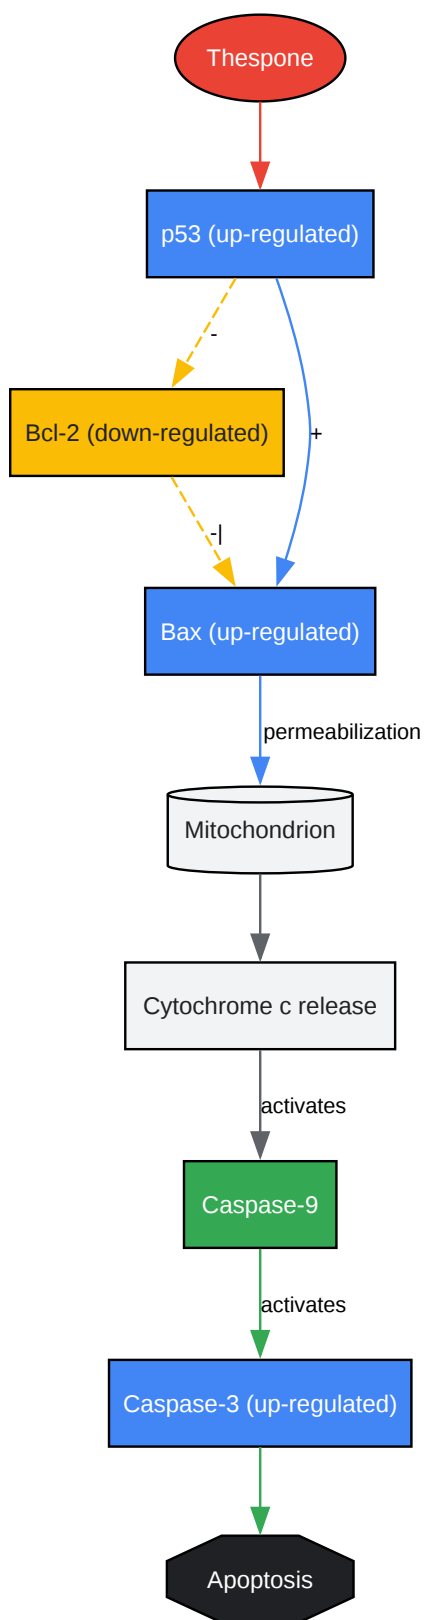 Thespone
p53 (up-regulated)
-
+
Bcl-2 (down-regulated)
-|
Bax (up-regulated)
permeabilization
Mitochondrion
Cytochrome c release
activates
Caspase-9
activates
Caspase-3 (up-regulated)
Apoptosis